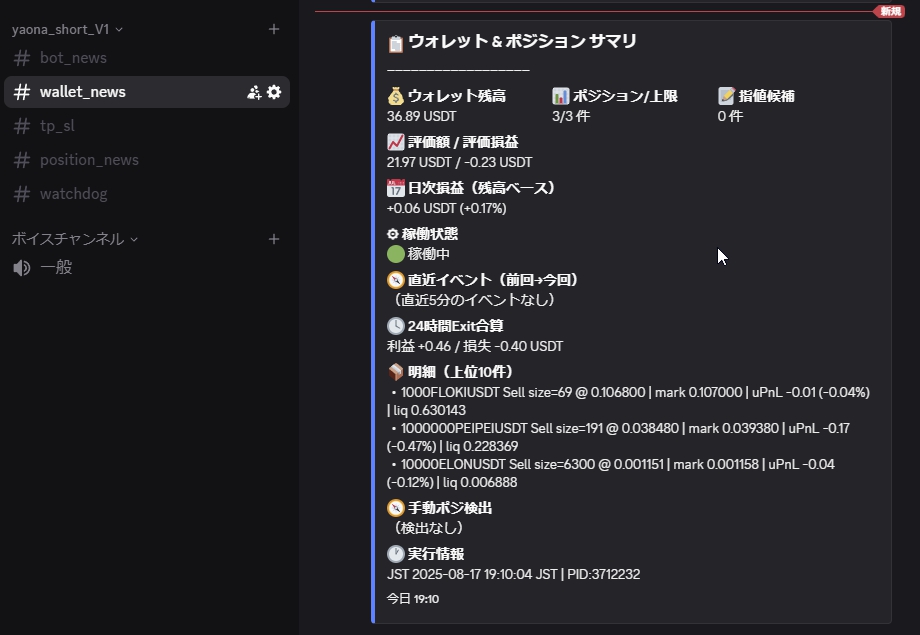 yaona_short_V1
# bot_news
# wallet_news
# tp_sl
# position_news
# watchdog
ボイスチャンネル
一般
新規
ウォレット & ポジション サマリ
――――――――――――――――――
ウォレット残高
36.89 USDT
ポジション/上限
3/3 件
指値候補
0 件
評価額 / 評価損益
21.97 USDT / -0.23 USDT
日次損益（残高ベース）
+0.06 USDT (+0.17%)
稼働状態
稼働中
直近イベント（前回→今回）
（直近5分のイベントなし）
24時間Exit合算
利益 +0.46 / 損失 -0.40 USDT
明細（上位10件）
・1000FLOKIUSDT Sell size=69 @ 0.106800 | mark 0.107000 | uPnL -0.01 (-0.04%)
| liq 0.630143
・1000000PEIPEIUSDT Sell size=191 @ 0.038480 | mark 0.039380 | uPnL -0.17
(-0.47%) | liq 0.228369
・10000ELONUSDT Sell size=6300 @ 0.001151 | mark 0.001158 | uPnL -0.04
(-0.12%) | liq 0.006888
手動ポジ検出
（検出なし）
実行情報
JST 2025-08-17 19:10:04 JST | PID:3712232
今日 19:10